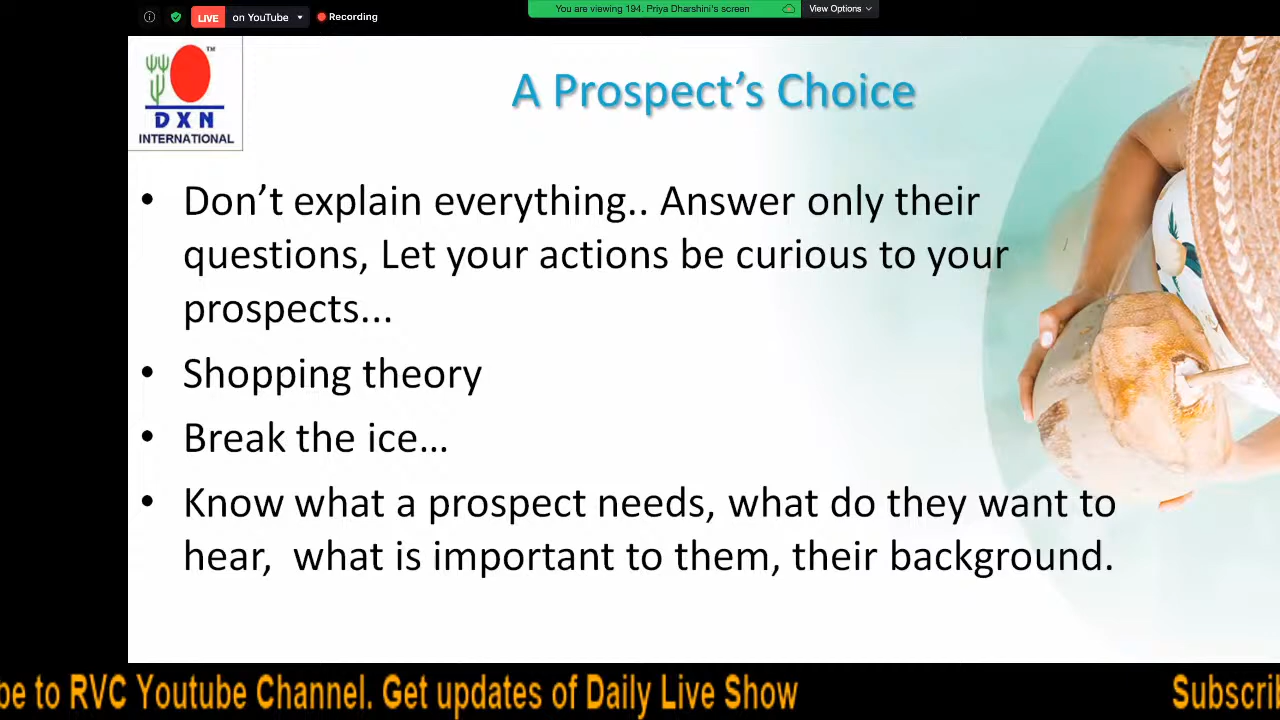 LIVE on YouTube Recording
You are viewing 194. Priya Dharshini's screen
View Options
TM
DXN
INTERNATIONAL
A Prospect's Choice
• Don't explain everything.. Answer only their
questions, Let your actions be curious to your
prospects...
• Shopping theory
• Break the ice...
• Know what a prospect needs, what do they want to
hear,  what is important to them, their background.
be to RVC Youtube Channel. Get updates of Daily Live Show
Subscrib